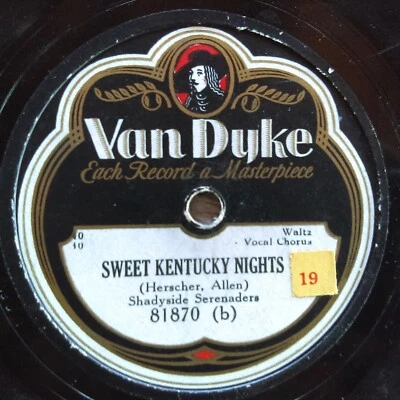 Van Dyke
Each Record a Masterpiece
Waltz
Vocal Chorus
SWEET KENTUCKY NIGHTS
19
(Herscher, Allen)
Shadyside Serenaders
81870 (b)